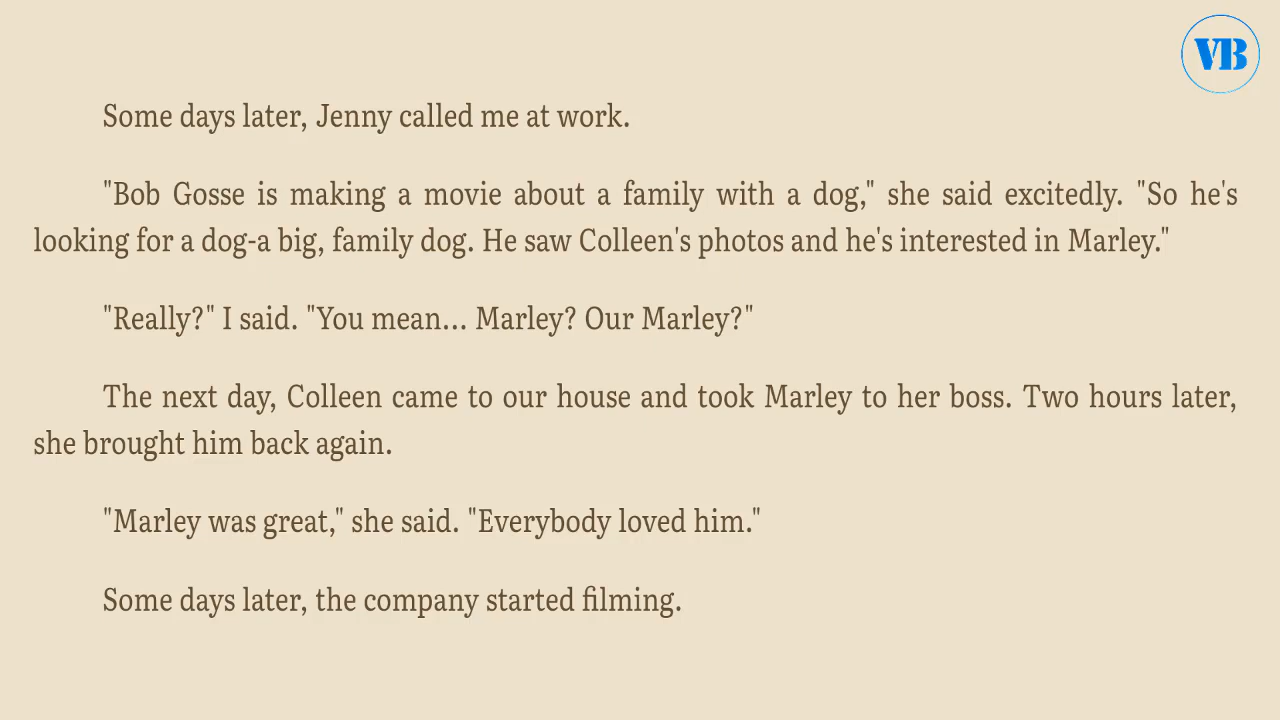 VB
Some days later, Jenny called me at work.
"Bob Gosse is making a movie about a family with a dog," she said excitedly. "So he's
looking for a dog-a big, family dog. He saw Colleen's photos and he's interested in Marley."
"Really?" I said. "You mean... Marley? Our Marley?"
The next day, Colleen came to our house and took Marley to her boss. Two hours later,
she brought him back again.
"Marley was great," she said. "Everybody loved him."
Some days later, the company started filming.